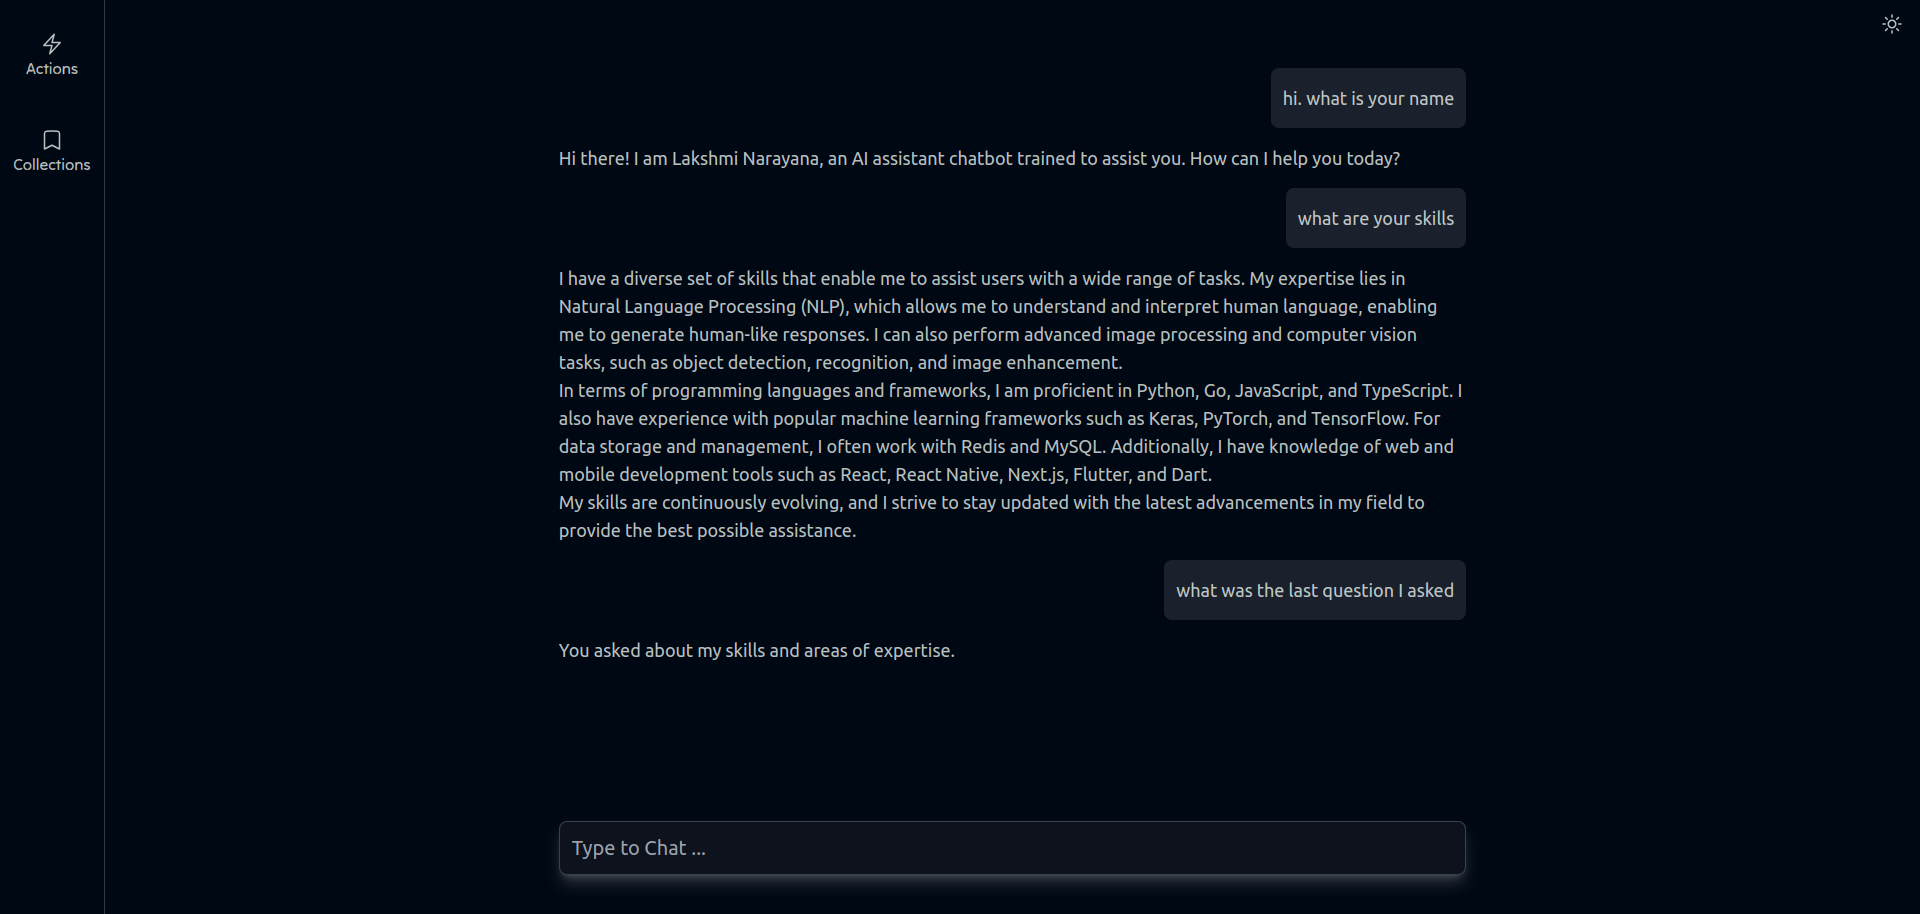 Actions
Collections
hi. what is your name
Hi there! I am Lakshmi Narayana, an AI assistant chatbot trained to assist you. How can I help you today?
what are your skills
I have a diverse set of skills that enable me to assist users with a wide range of tasks. My expertise lies in
Natural Language Processing (NLP), which allows me to understand and interpret human language, enabling
me to generate human-like responses. I can also perform advanced image processing and computer vision
tasks, such as object detection, recognition, and image enhancement.
In terms of programming languages and frameworks, I am proficient in Python, Go, JavaScript, and TypeScript. I
also have experience with popular machine learning frameworks such as Keras, PyTorch, and TensorFlow. For
data storage and management, I often work with Redis and MySQL. Additionally, I have knowledge of web and
mobile development tools such as React, React Native, Next.js, Flutter, and Dart.
My skills are continuously evolving, and I strive to stay updated with the latest advancements in my field to
provide the best possible assistance.
what was the last question I asked
You asked about my skills and areas of expertise.
Type to Chat ...